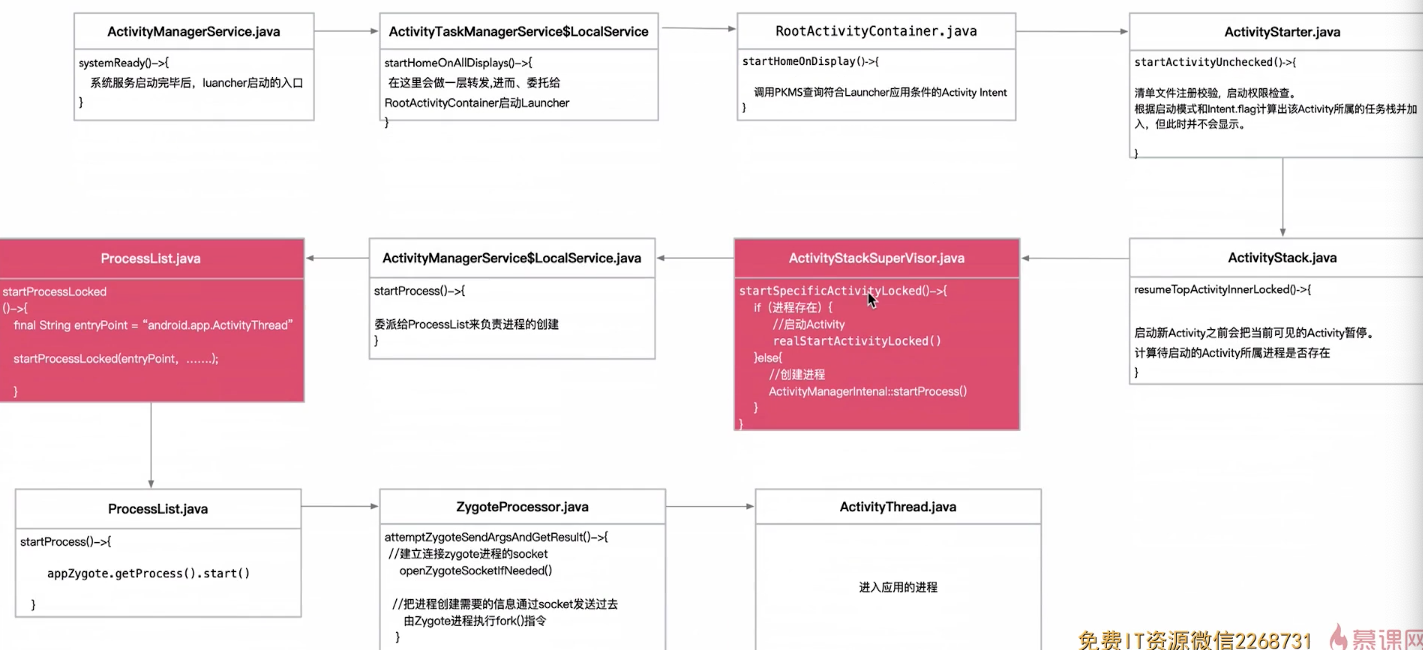 ActivityManagerService.java
systemReady()->{
系统服务启动完毕后，luancher启动的入口
}
ActivityTaskManagerService$LocalService
startHomeOnAllDisplays()->{
在这里会做一层转发,进而、委托给
RootActivityContainer启动Launcher
}
RootActivityContainer.java
startHomeOnDisplay()->{
调用PKMS查询符合Launcher应用条件的Activity Intent
}
ActivityStarter.java
startActivityUnchecked()->{
清单文件注册校验，启动权限检查。
根据启动模式和Intent.flag计算出该Activity所属的任务栈并加
入，但此时并不会显示。
}
ProcessList.java
startProcessLocked
()->{
final String entryPoint = “android.app.ActivityThread”
startProcessLocked(entryPoint, .......);
}
ActivityManagerService$LocalService.java
startProcess()->{
委派给ProcessList来负责进程的创建
}
ActivityStackSuperVisor.java
startSpecificActivityLocked()->{
if（进程存在）{
//启动Activity
realStartActivityLocked()
}else{
//创建进程
ActivityManagerIntenal::startProcess()
}
}
ActivityStack.java
resumeTopActivityInnerLocked()->{
启动新Activity之前会把当前可见的Activity暂停。
计算待启动的Activity所属进程是否存在
}
ProcessList.java
startProcess()->{
appZygote.getProcess().start()
}
ZygoteProcessor.java
attemptZygoteSendArgsAndGetResult()->{
//建立连接zygote进程的socket
openZygoteSocketIfNeeded()
//把进程创建需要的信息通过socket发送过去
由Zygote进程执行fork()指令
}
ActivityThread.java
进入应用的进程
免费IT资源微信2268731
慕课网